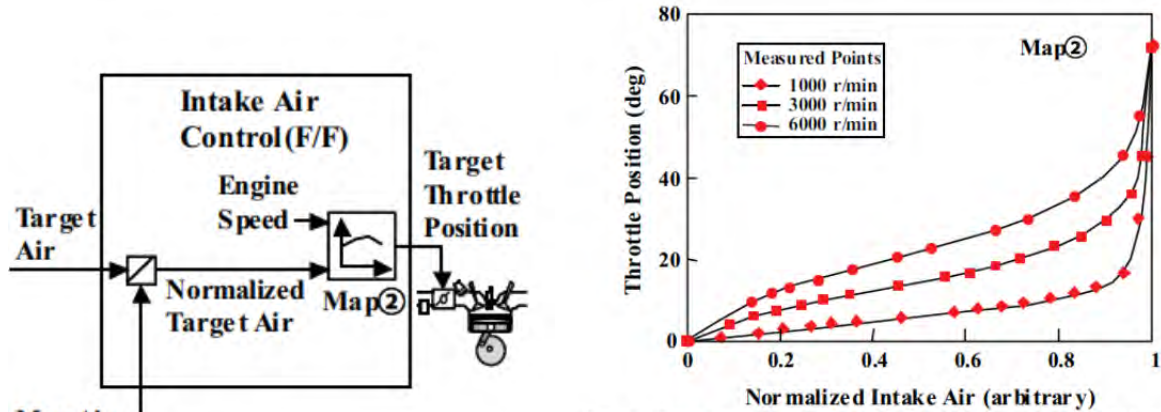 Intake Air
Control(F/F)
Engine
Speed
Target
Throttle
Position
Target
Air
Normalized
Target Air
Map②
Throttle Position (deg)
80
60
40
20
0
0
0.2
0.4
0.6
0.8
1
Normalized Intake Air (arbitrary)
Map②
Measured Points
1000 r/min
3000 r/min
6000 r/min